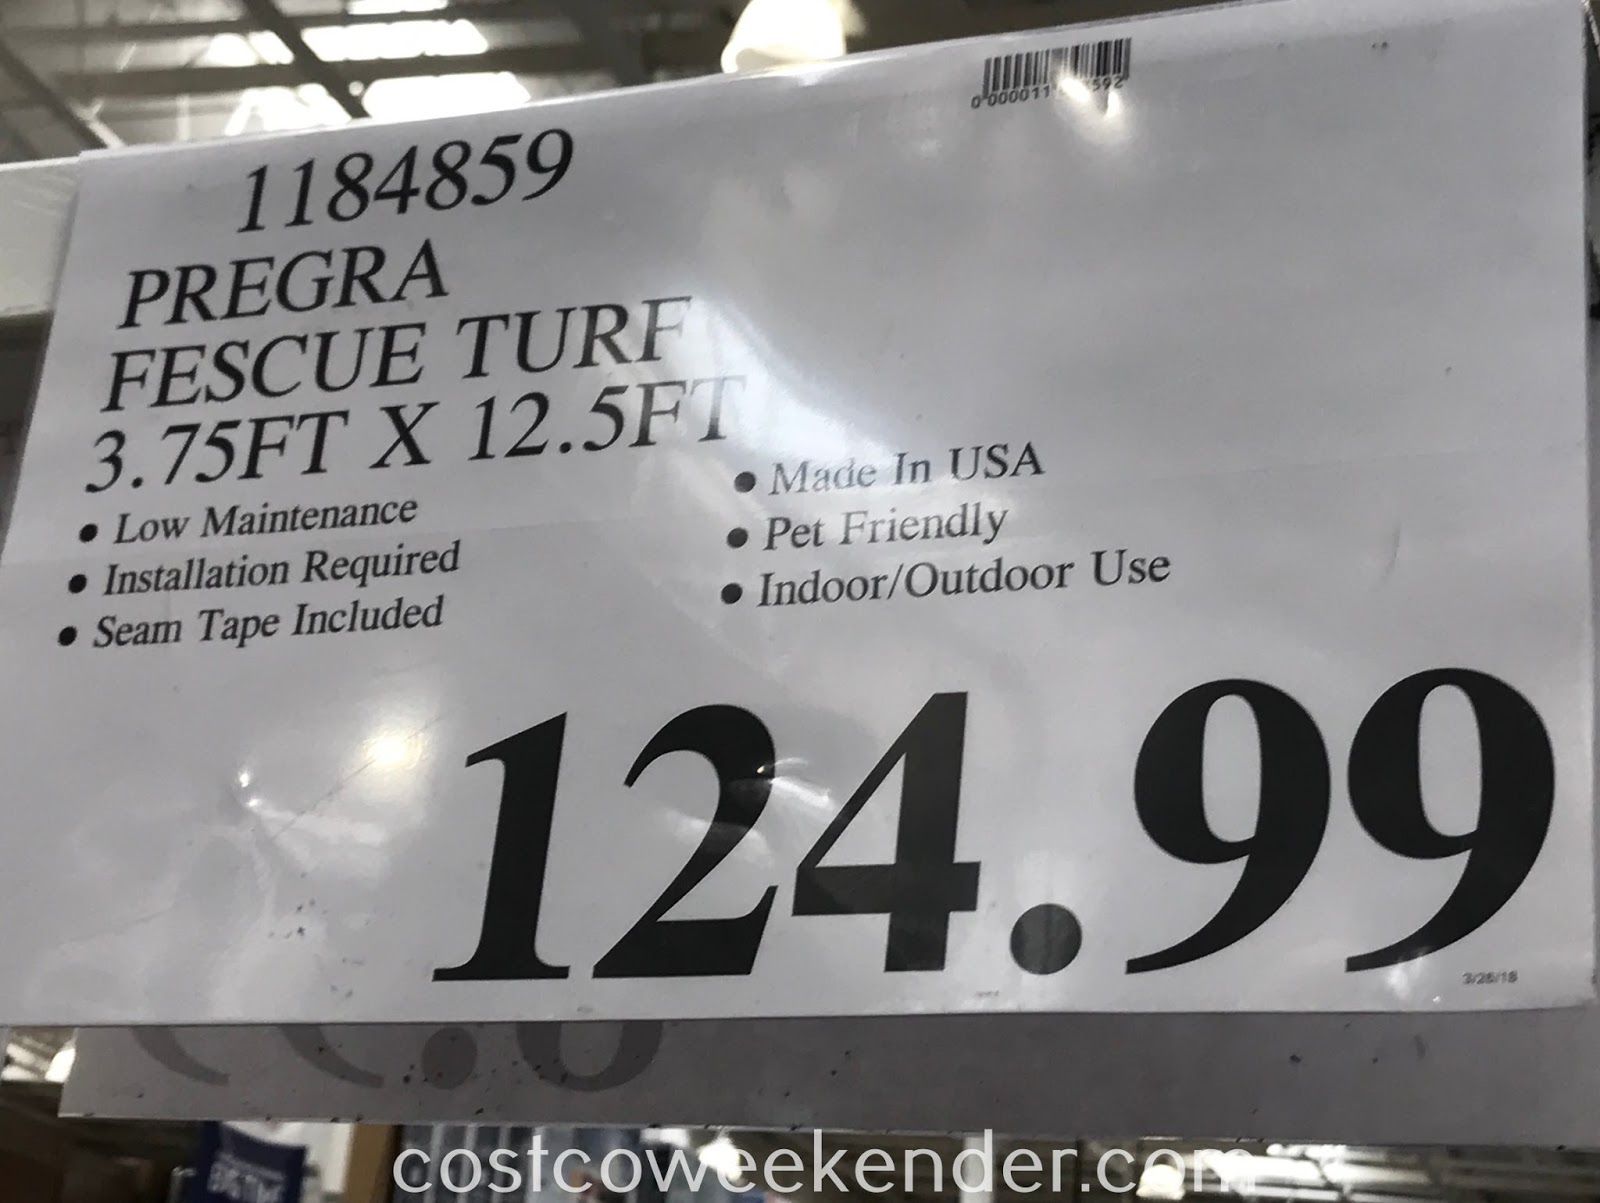 1184859
PREGRA
FESCUE TURF
3.75FT X 12.5FT
• Low Maintenance
• Installation Required
• Seam Tape Included
• Made In USA
• Pet Friendly
• Indoor/Outdoor Use
124.99
costcoweekender.com